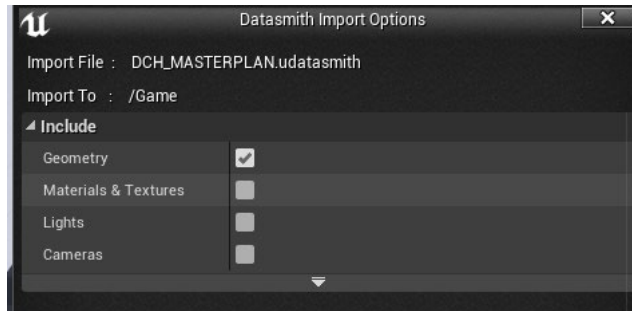 Datasmith Import Options
Import File : DCH_MASTERPLAN.udatasmith
Import To : /Game
Include
Geometry
Materials & Textures
Lights
Cameras